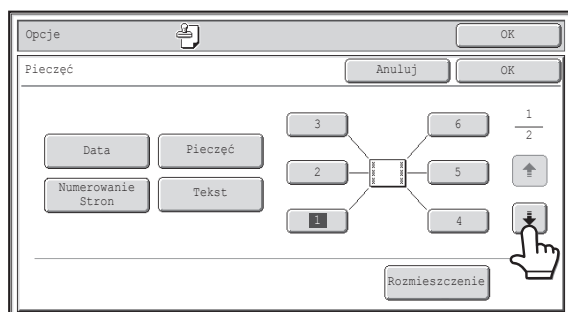 Opcje
OK
Pieczęć
Anuluj
OK
Data
Pieczęć
Numerowanie
Stron
Tekst
3
2
1
6
5
4
1
2
Rozmieszczenie